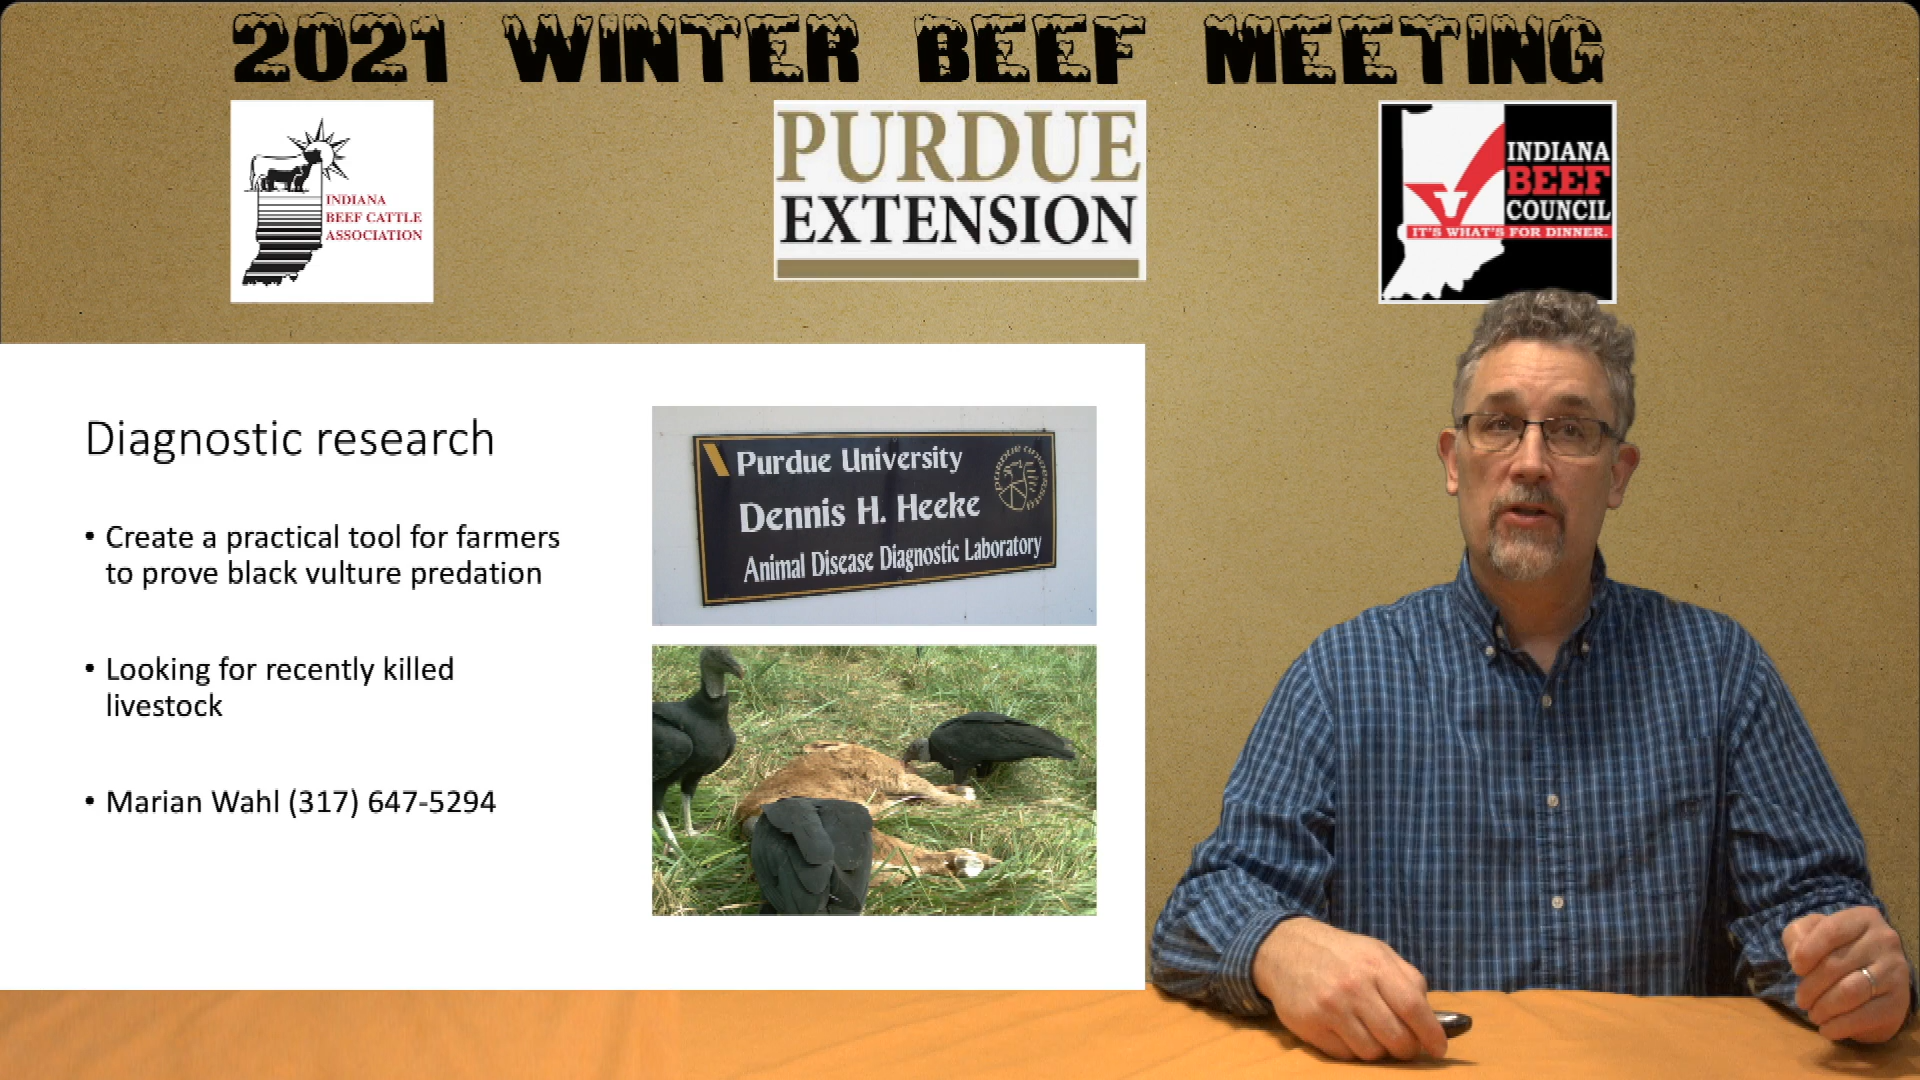 2021 WINTER BEEF MEETING
INDIANA
BEEF CATTLE
ASSOCIATION
PURDUE
EXTENSION
INDIANA
BEEF
COUNCIL
IT'S WHAT'S FOR DINNER.
Diagnostic research
• Create a practical tool for farmers
to prove black vulture predation
• Looking for recently killed
livestock
• Marian Wahl (317) 647-5294
Purdue University
Dennis H. Heeke
Animal Disease Diagnostic Laboratory